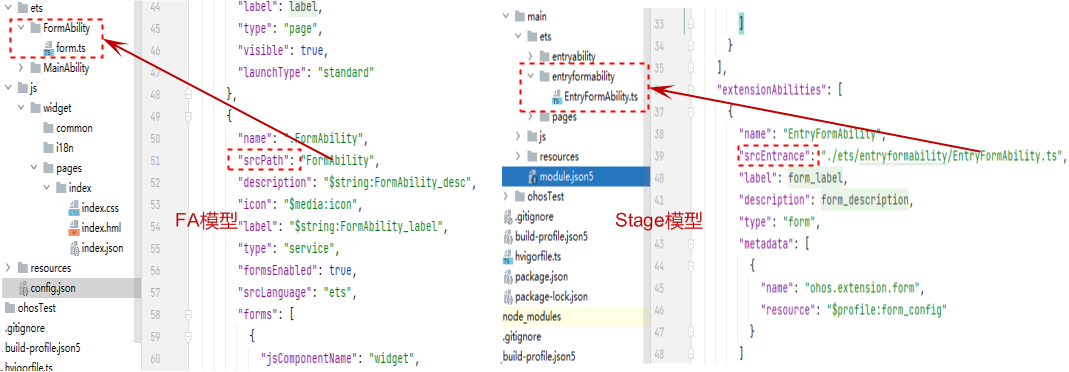 ets
FormAbility
form.ts
MainAbility
js
widget
common
i18n
pages
index
index.css
index.hml
index.json
resources
config.json
ohosTest
.gitignore
build-profile.json5
hvigorfile.ts
44 "label": label,
45 "type": "page",
46 "visible": true,
47 "launchType": "standard"
48 },
49 {
50 "name": ".FormAbility",
51 "srcPath": "FormAbility",
52 "description": "$string:FormAbility_desc",
53 "icon": "$media:icon",
54 "label": "$string:FormAbility_label",
55 "type": "service",
56 "formsEnabled": true,
57 "srcLanguage": "ets",
58 "forms": [
59 {
60 "jsComponentName": "widget",
FA模型
main
ets
entryability
entryformability
EntryFormAbility.ts
pages
js
resources
module.json5
ohosTest
.gitignore
build-profile.json5
hvigorfile.ts
package.json
package-lock.json
node_modules
.gitignore
build-profile.json5
33 ]
34 }
35 ],
36 "extensionAbilities": [
37 {
38 "name": "EntryFormAbility",
39 "srcEntrance": "./ets/entryformability/EntryFormAbility.ts",
40 "label": form_label,
41 "description": form_description,
42 "type": "form",
43 "metadata": [
44 {
45 "name": "ohos.extension.form",
46 "resource": "$profile:form_config"
47 }
48 ]
Stage模型